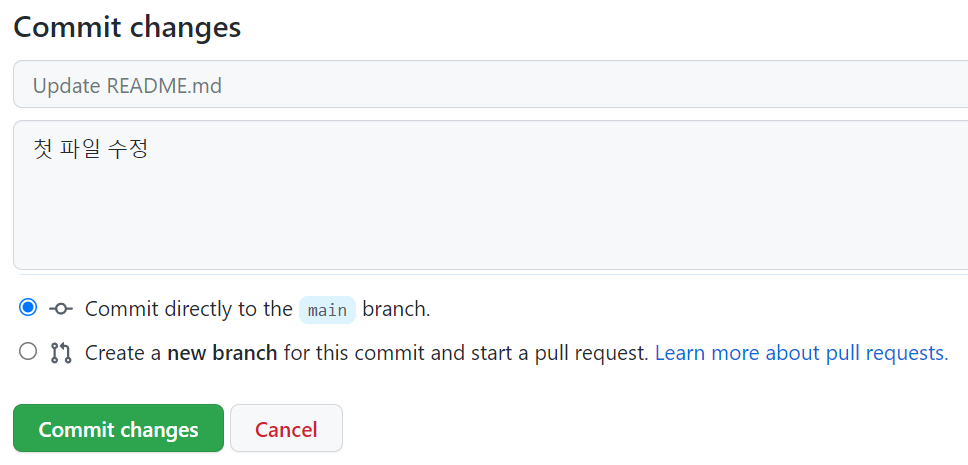 Commit changes
Update README.md
첫 파일 수정
Commit directly to the main branch.
Create a new branch for this commit and start a pull request. Learn more about pull requests.
Commit changes
Cancel